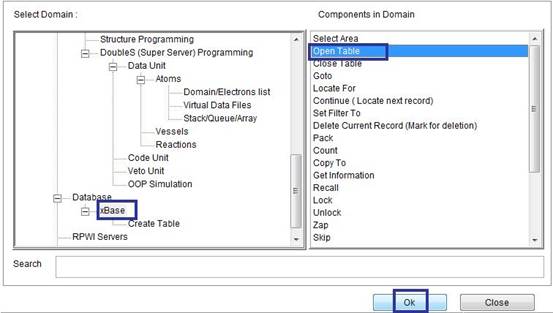 Select Domain :
Structure Programming
DoubleS (Super Server) Programming
Data Unit
Atoms
Domain/Electrons list
Virtual Data Files
Stack/Queue/Array
Vessels
Reactions
Code Unit
Veto Unit
OOP Simulation
Database
xBase
Create Table
RPWI Servers
Components in Domain
Select Area
Open Table
Close Table
Goto
Locate For
Continue ( Locate next record)
Set Filter To
Delete Current Record (Mark for deletion)
Pack
Count
Copy To
Get Information
Recall
Lock
Unlock
Zap
Skip
Search
Ok
Close